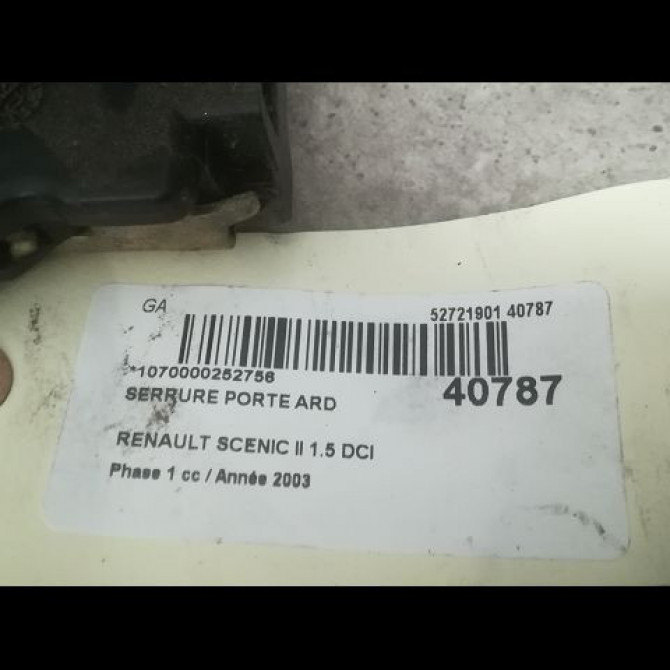 GA
52721901 40787
*1070000252756
40787
SERRURE PORTE ARD
RENAULT SCENIC II 1.5 DCI
Phase 1 cc / Année 2003